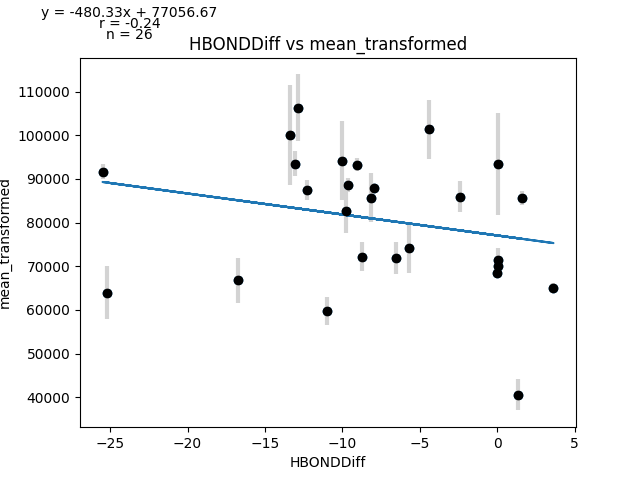 y = -480.33x + 77056.67
r = -0.24
n = 26
HBONDDiff vs mean_transformed
110000
100000
90000
80000
70000
60000
50000
40000
mean_transformed
−25
−20
−15
−10
−5
0
5
HBONDDiff